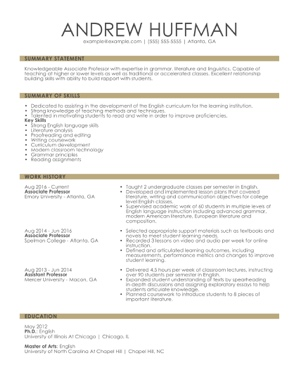 ANDREW HUFFMAN
example@example.com | (555) 555 5555 | Atlanta, GA
SUMMARY STATEMENT
Knowledgeable Associate Professor with expertise in grammar, literature and linguistics. Capable of
teaching at higher or lower levels as well as traditional or accelerated classes. Excellent relationship
building skills with ability to build rapport with students.
SUMMARY OF SKILLS
• Dedicated to assisting in the development of the English curriculum for the learning institution.
• Strong knowledge of teaching methods and techniques.
• Talented in motivating students to read and write in order to improve proficiencies.
Key Skills
• Strong English language skills
• Literature analysis
• Proofreading and editing
• Writing coursework
• Curriculum development
• Modern classroom technology
• Grammar principles
• Reading assignments
WORK HISTORY
Aug 2016 - Current
Associate Professor
Emory University - Atlanta, GA
• Taught 2 undergraduate classes per semester in English.
• Developed and implemented lesson plans that covered
literature, writing and communication objectives for college
level English classes.
• Supervised academic work of 60 students in multiple levels of
English language instruction including advanced grammar,
modern American literature, European literature and
composition.
Aug 2014 - Jun 2016
Associate Professor
Spelman College - Atlanta, GA
• Selected appropriate support materials such as textbooks and
novels to meet student learning needs.
• Recorded 3 lessons on video and audio per week for online
instruction.
• Defined and articulated learning outcomes, including
measurements, performance metrics and changes to improve
student learning.
Aug 2013 - Jun 2014
Assistant Professor
Mercer University - Macon, GA
• Delivered 4.5 hours per week of classroom lectures, instructing
over 90 students per semester in English.
• Expanded student understanding of texts by spearheading
in-depth discussions and assigning exploratory essays to help
students articulate knowledge.
• Planned coursework to introduce students to 8 pieces of
important literature.
EDUCATION
May 2012
Ph.D.: English
University of Illinois At Chicago | Chicago, IL
Master of Arts: English
University of North Carolina At Chapel Hill | Chapel Hill, NC